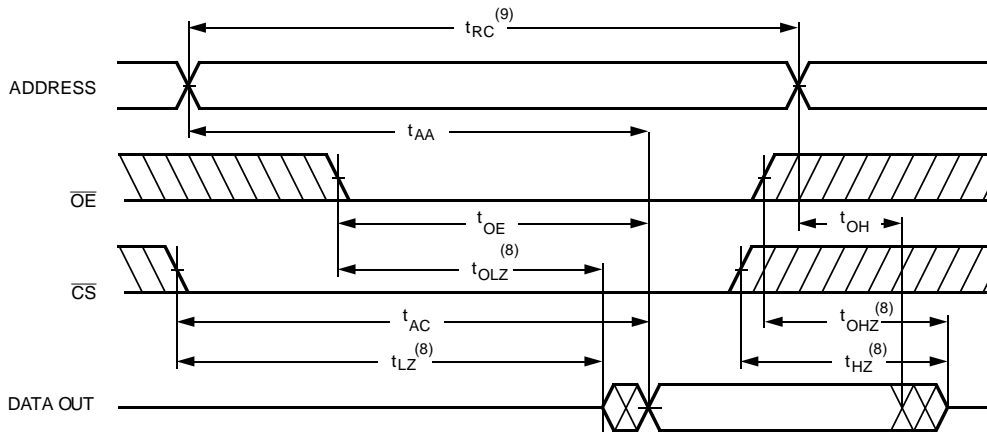 tRC(9)
ADDRESS
tAA
OE
tOE
tOH
tOLZ(8)
CS
tAC
tOHZ(8)
tLZ(8)
tHZ(8)
DATA OUT